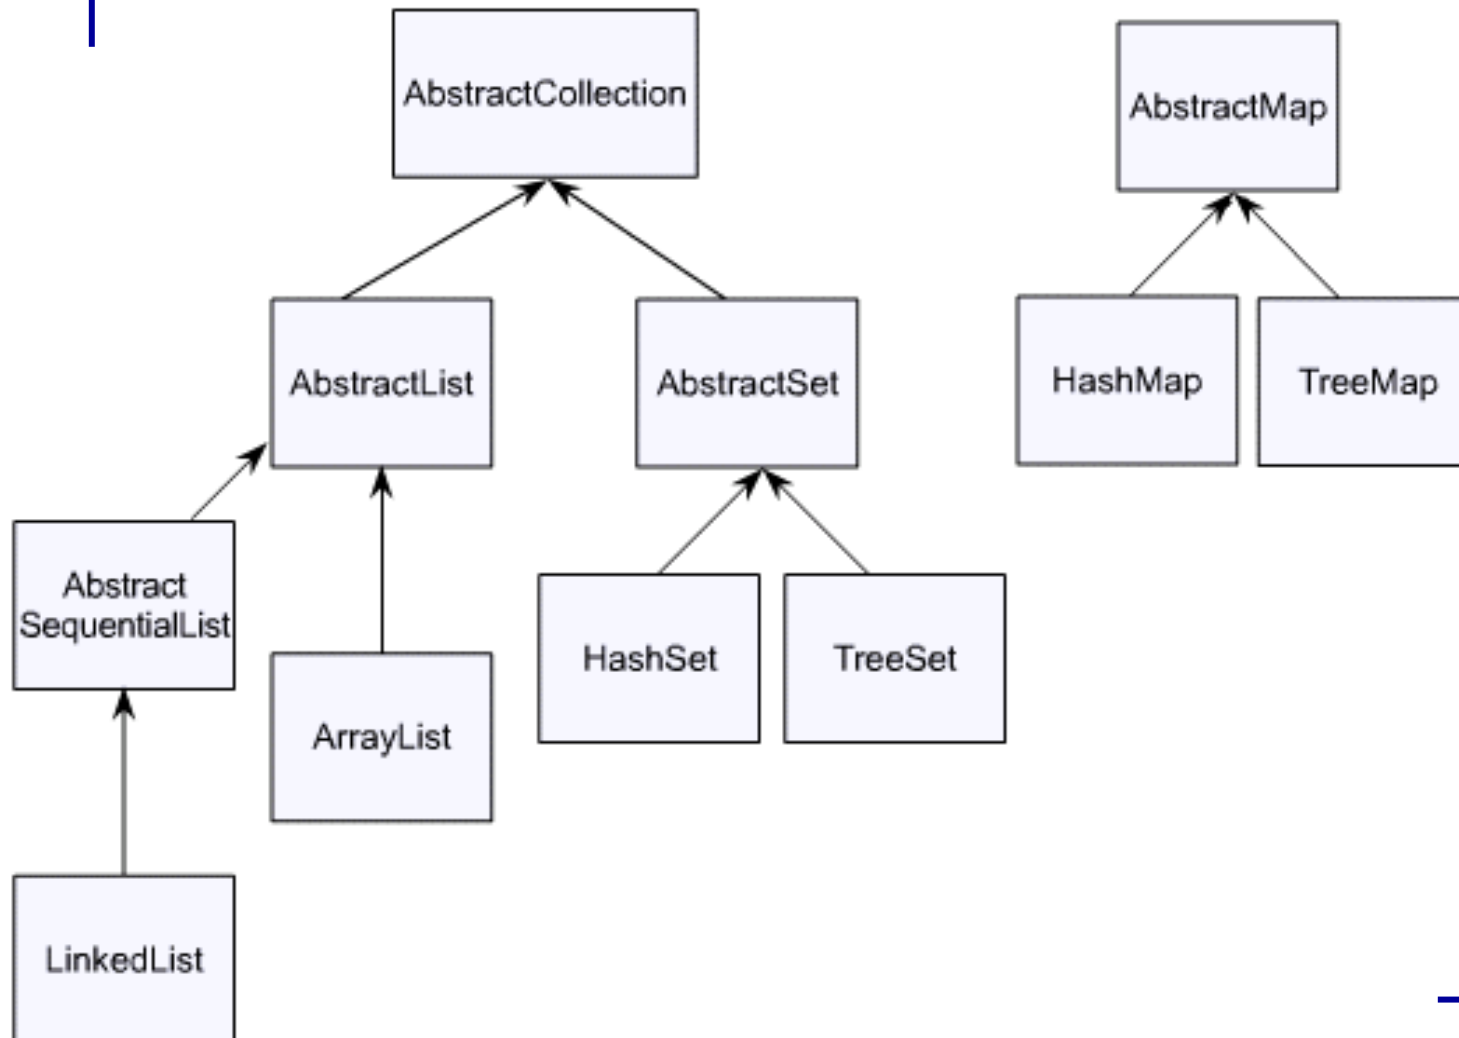 AbstractCollection
AbstractMap
AbstractList
AbstractSet
HashMap
TreeMap
Abstract
SequentialList
ArrayList
HashSet
TreeSet
LinkedList